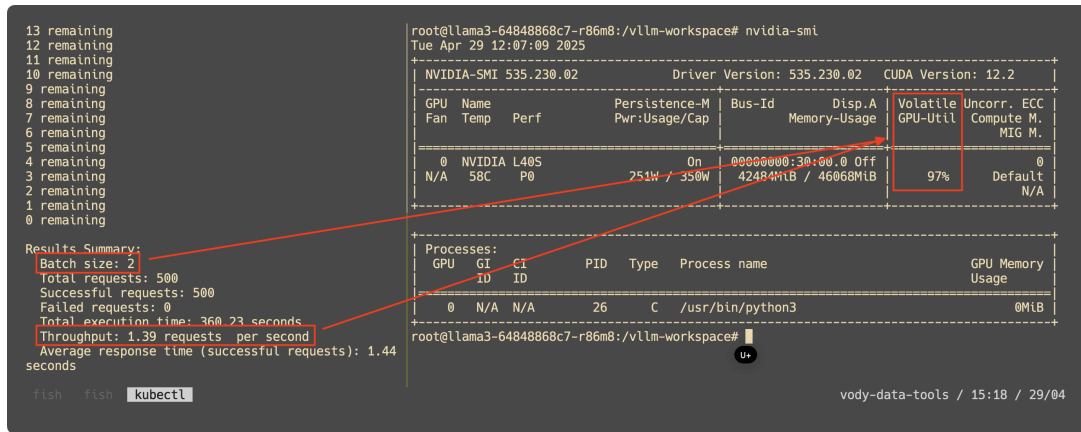 13 remaining
12 remaining
11 remaining
10 remaining
9 remaining
8 remaining
7 remaining
6 remaining
5 remaining
4 remaining
3 remaining
2 remaining
1 remaining
0 remaining
Results Summary:
Batch size: 2
Total requests: 500
Successful requests: 500
Failed requests: 0
Total execution time: 360.23 seconds
Throughput: 1.39 requests  per second
Average response time (successful requests): 1.44
seconds
root@llama3-64848868c7-r86m8:/vllm-workspace# nvidia-smi
Tue Apr 29 12:07:09 2025
NVIDIA-SMI 535.230.02 Driver Version: 535.230.02 CUDA Version: 12.2
GPU Name Persistence-M | Bus-Id Disp.A | Volatile Uncorr. ECC
Fan Temp Perf Pwr:Usage/Cap | Memory-Usage | GPU-Util Compute M.
MIG M.
0 NVIDIA L40S On | 00000000:30:00.0 Off | 0
N/A 58C P0 251W / 350W | 42484MiB / 46068MiB | 97% Default
N/A
Processes:
GPU GI CI PID Type Process name GPU Memory
ID ID Usage
0 N/A N/A 26 C /usr/bin/python3 0MiB
root@llama3-64848868c7-r86m8:/vllm-workspace#
U+
fish fish kubectl vody-data-tools / 15:18 / 29/04